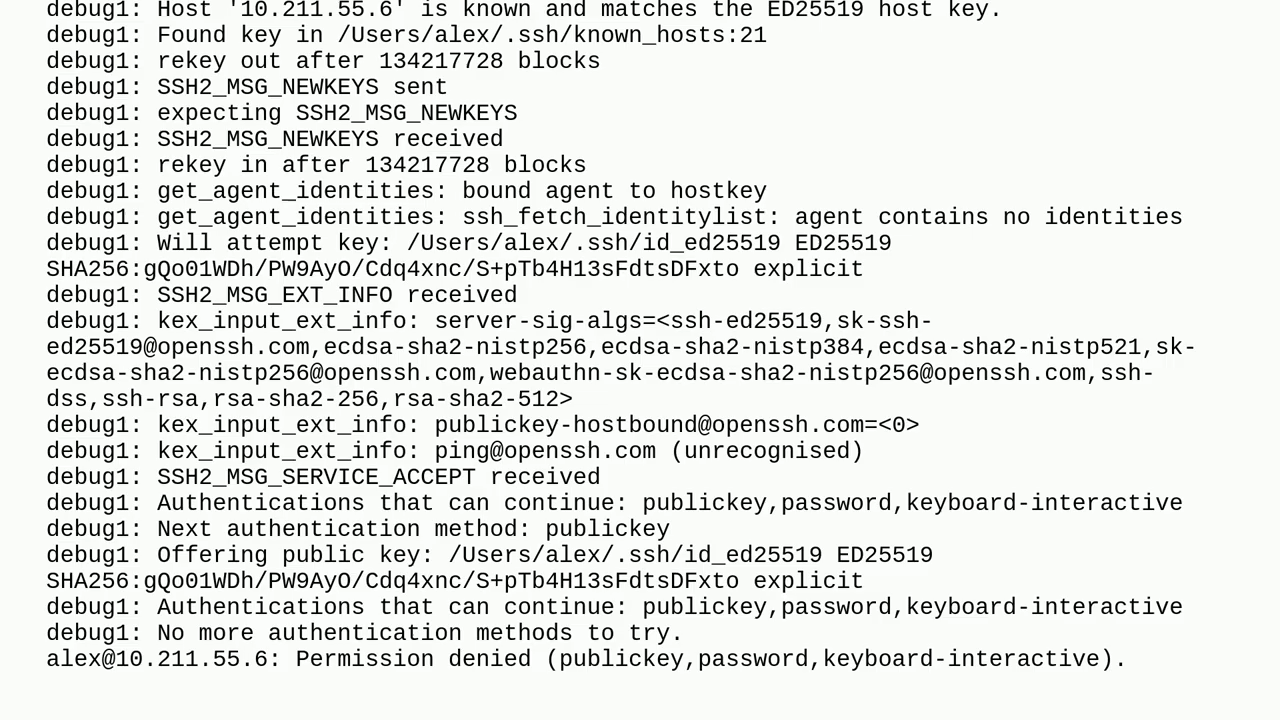 debug1: Host '10.211.55.6' is known and matches the ED25519 host key.
debug1: Found key in /Users/alex/.ssh/known_hosts:21
debug1: rekey out after 134217728 blocks
debug1: SSH2_MSG_NEWKEYS sent
debug1: expecting SSH2_MSG_NEWKEYS
debug1: SSH2_MSG_NEWKEYS received
debug1: rekey in after 134217728 blocks
debug1: get_agent_identities: bound agent to hostkey
debug1: get_agent_identities: ssh_fetch_identitylist: agent contains no identities
debug1: Will attempt key: /Users/alex/.ssh/id_ed25519 ED25519
SHA256:gQo01WDh/PW9AyO/Cdq4xnc/S+pTb4H13sFdtsDFxto explicit
debug1: SSH2_MSG_EXT_INFO received
debug1: kex_input_ext_info: server-sig-algs=<ssh-ed25519,sk-ssh-
ed25519@openssh.com,ecdsa-sha2-nistp256,ecdsa-sha2-nistp384,ecdsa-sha2-nistp521,sk-
ecdsa-sha2-nistp256@openssh.com,webauthn-sk-ecdsa-sha2-nistp256@openssh.com,ssh-
dss,ssh-rsa,rsa-sha2-256,rsa-sha2-512>
debug1: kex_input_ext_info: publickey-hostbound@openssh.com=<0>
debug1: kex_input_ext_info: ping@openssh.com (unrecognised)
debug1: SSH2_MSG_SERVICE_ACCEPT received
debug1: Authentications that can continue: publickey,password,keyboard-interactive
debug1: Next authentication method: publickey
debug1: Offering public key: /Users/alex/.ssh/id_ed25519 ED25519
SHA256:gQo01WDh/PW9AyO/Cdq4xnc/S+pTb4H13sFdtsDFxto explicit
debug1: Authentications that can continue: publickey,password,keyboard-interactive
debug1: No more authentication methods to try.
alex@10.211.55.6: Permission denied (publickey,password,keyboard-interactive).